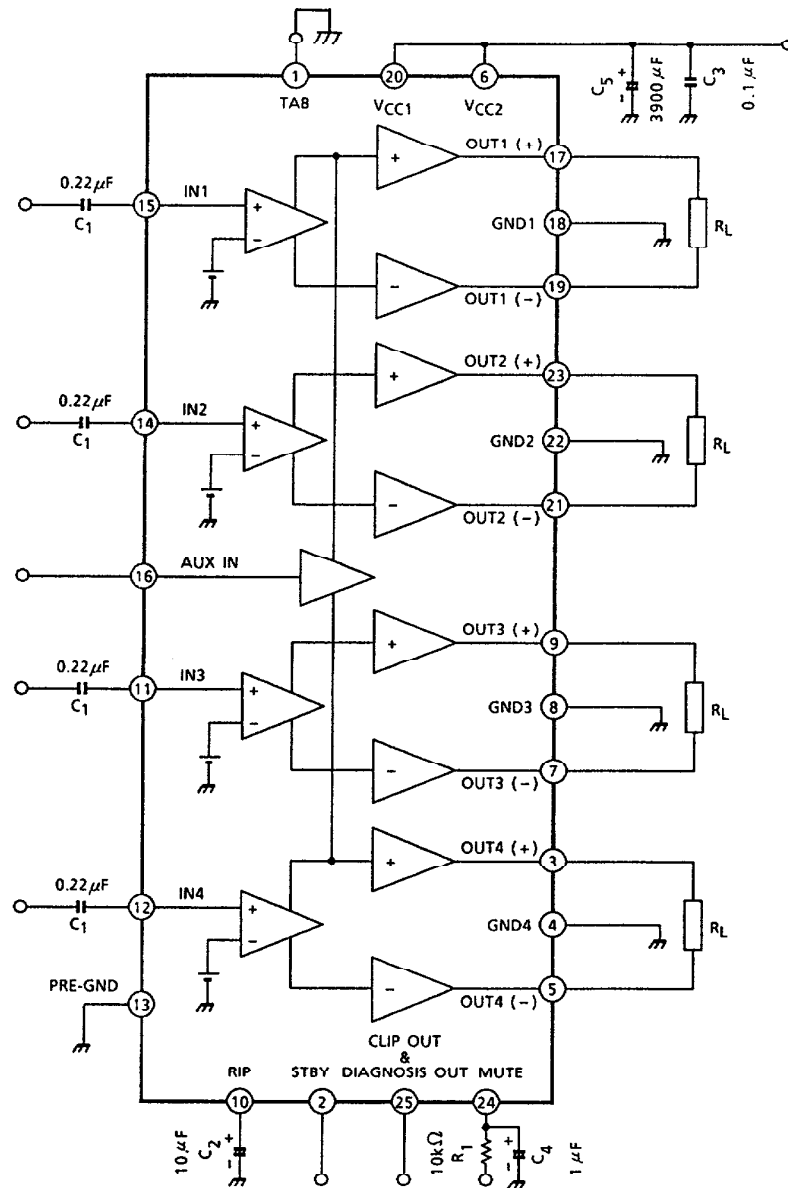 1
20
6
TAB
VCC1
VCC2
C5
+
-
3900 μF
C3
0.1 μF
0.22μF
C1
15
IN1
+
-
+
-
OUT1 (+)
17
GND1
18
RL
19
OUT1 (-)
0.22μF
C1
14
IN2
+
-
+
-
OUT2 (+)
23
GND2
22
RL
21
OUT2 (-)
16
AUX IN
0.22μF
C1
11
IN3
+
-
+
-
OUT3 (+)
9
GND3
8
RL
7
OUT3 (-)
0.22μF
C1
12
IN4
+
-
+
-
OUT4 (+)
3
GND4
4
RL
5
OUT4 (-)
PRE-GND
13
CLIP OUT
&
RIP STBY DIAGNOSIS OUT MUTE
10
2
25
24
10 μF
C2
+
-
10kΩ
R1
+
-
C4
1 μF